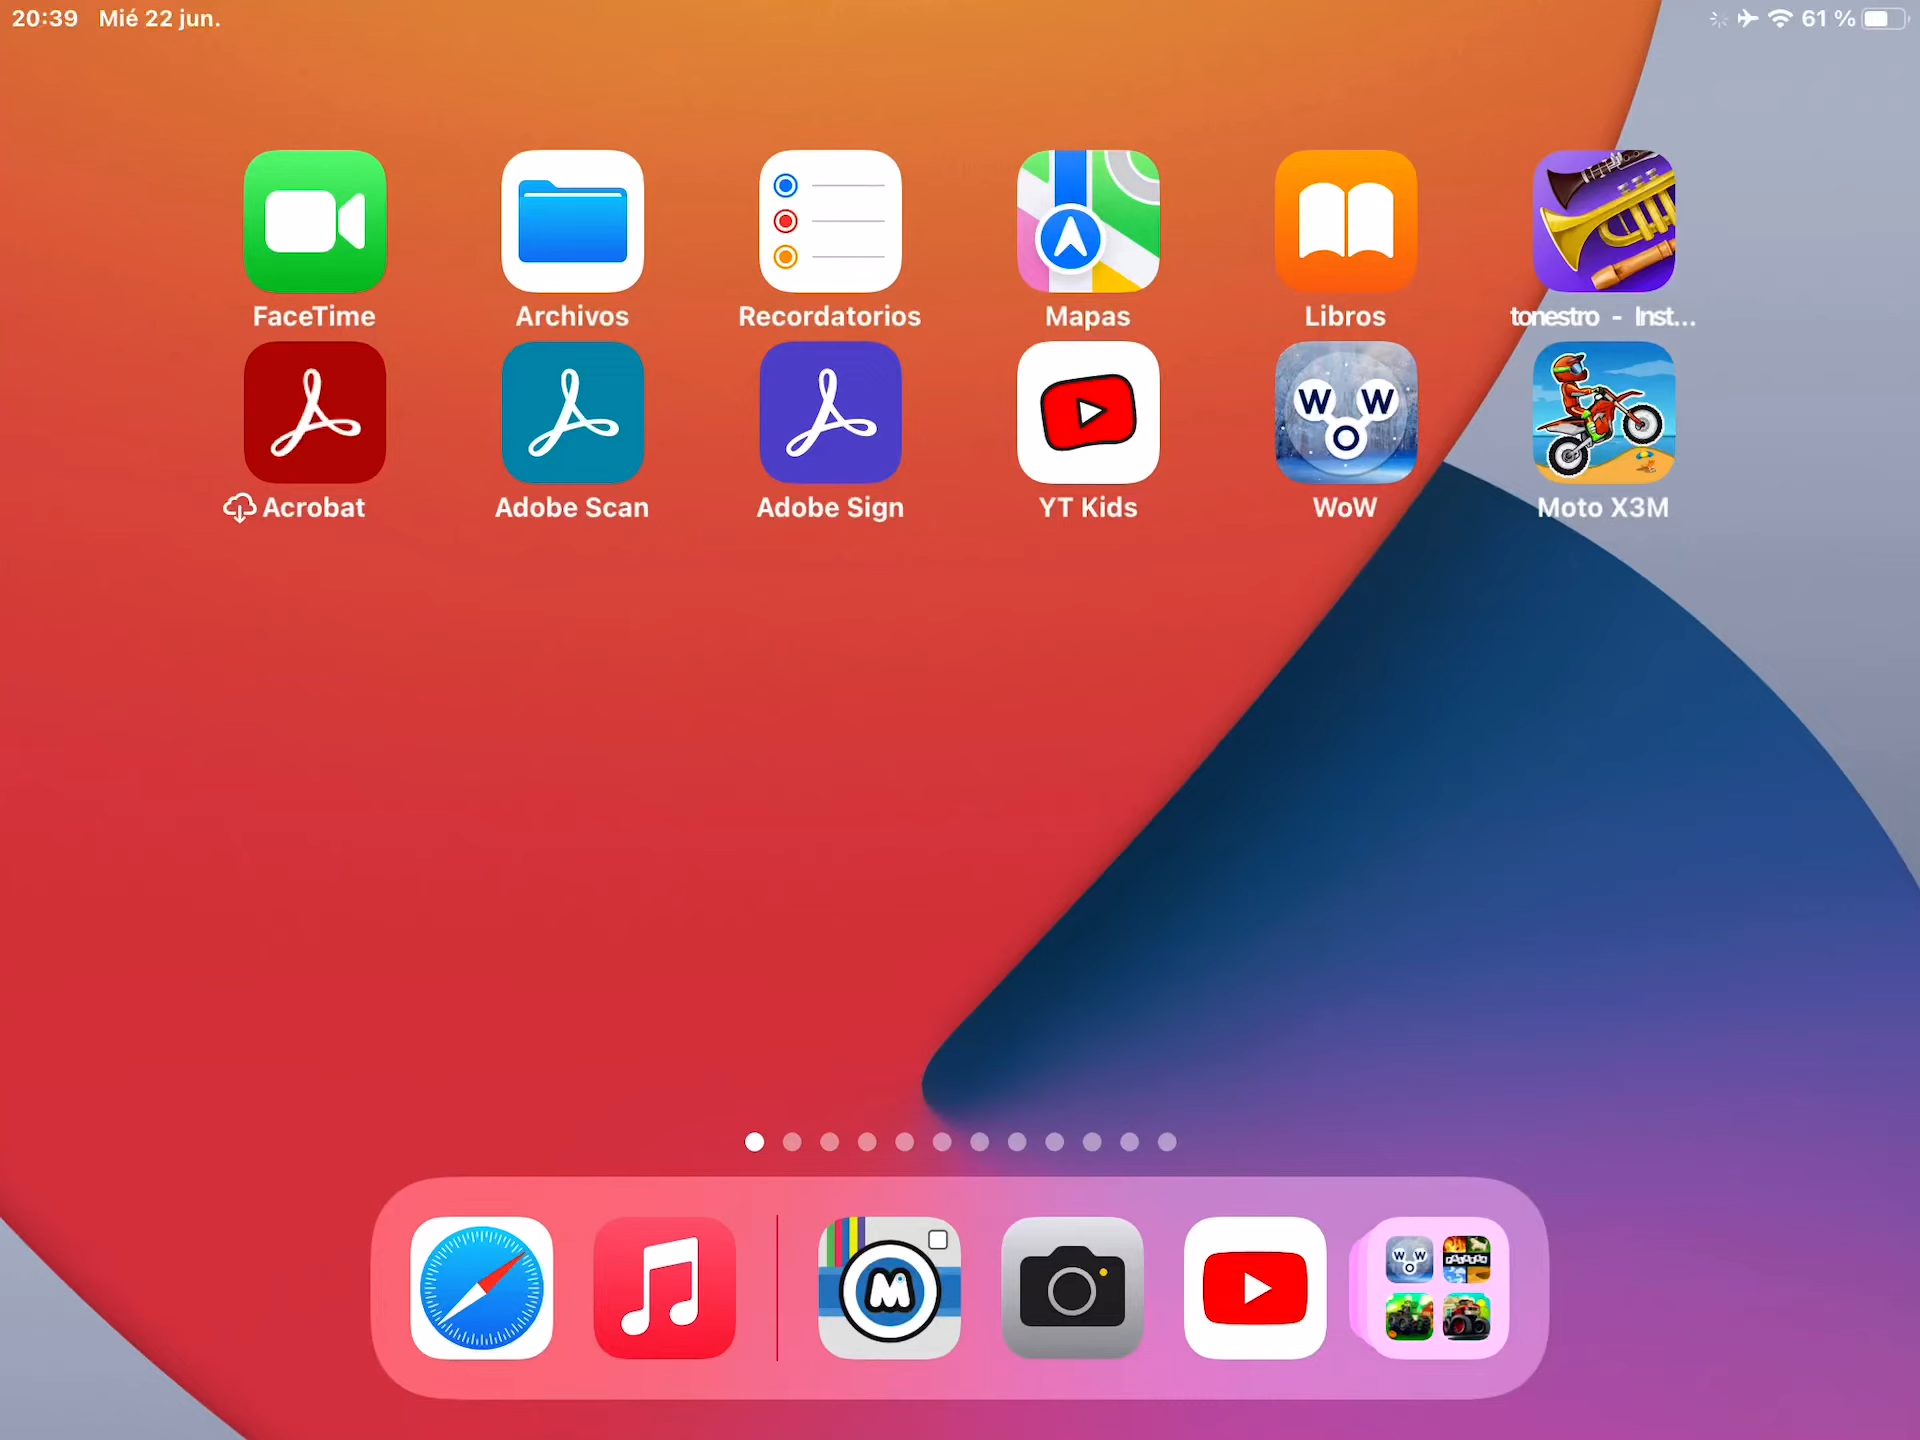 20:39 Mié 22 jun.
61 %
FaceTime
Archivos
Recordatorios
Mapas
Libros
tonestro - Inst...
W W O
Acrobat
Adobe Scan
Adobe Sign
YT Kids
WoW
Moto X3M
M
W W O